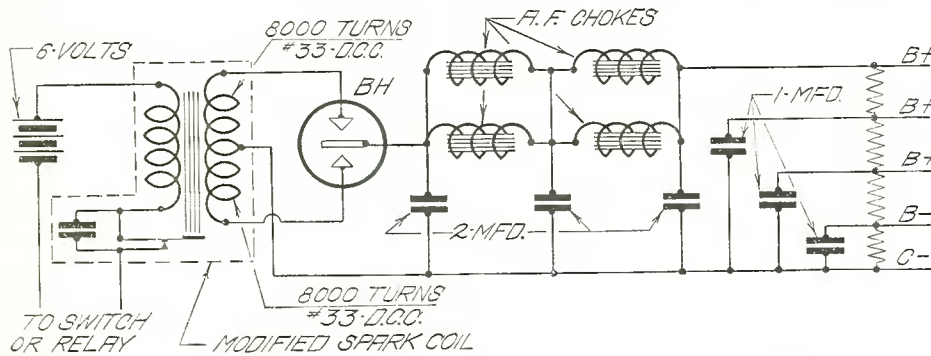 6-VOLTS
8000 TURNS
#33-D.C.C.
BH
A.F. CHOKES
B+
B+
B+
B-
C-
1-MFD.
2-MFD.
8000 TURNS
#33-D.C.C.
TO SWITCH
OR RELAY
MODIFIED SPARK COIL